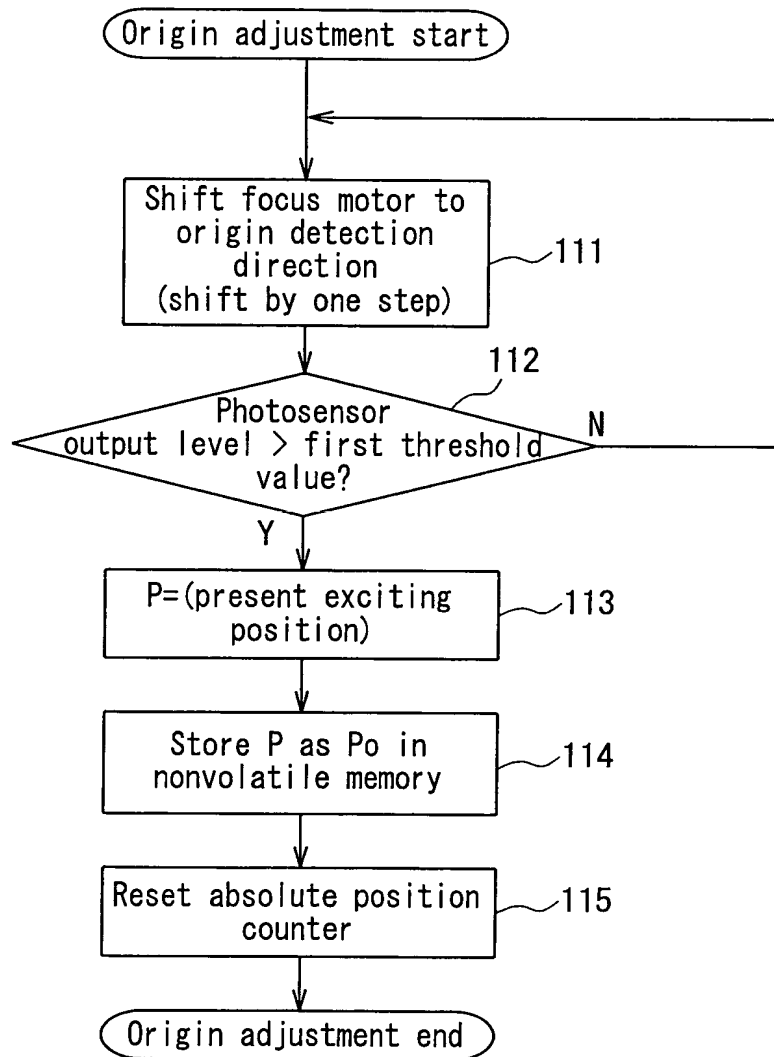 Origin adjustment start
Shift focus motor to
origin detection
direction
(shift by one step)
111
112
Photosensor
output level > first threshold
value?
N
Y
P=(present exciting
position)
113
Store P as Po in
nonvolatile memory
114
Reset absolute position
counter
115
Origin adjustment end